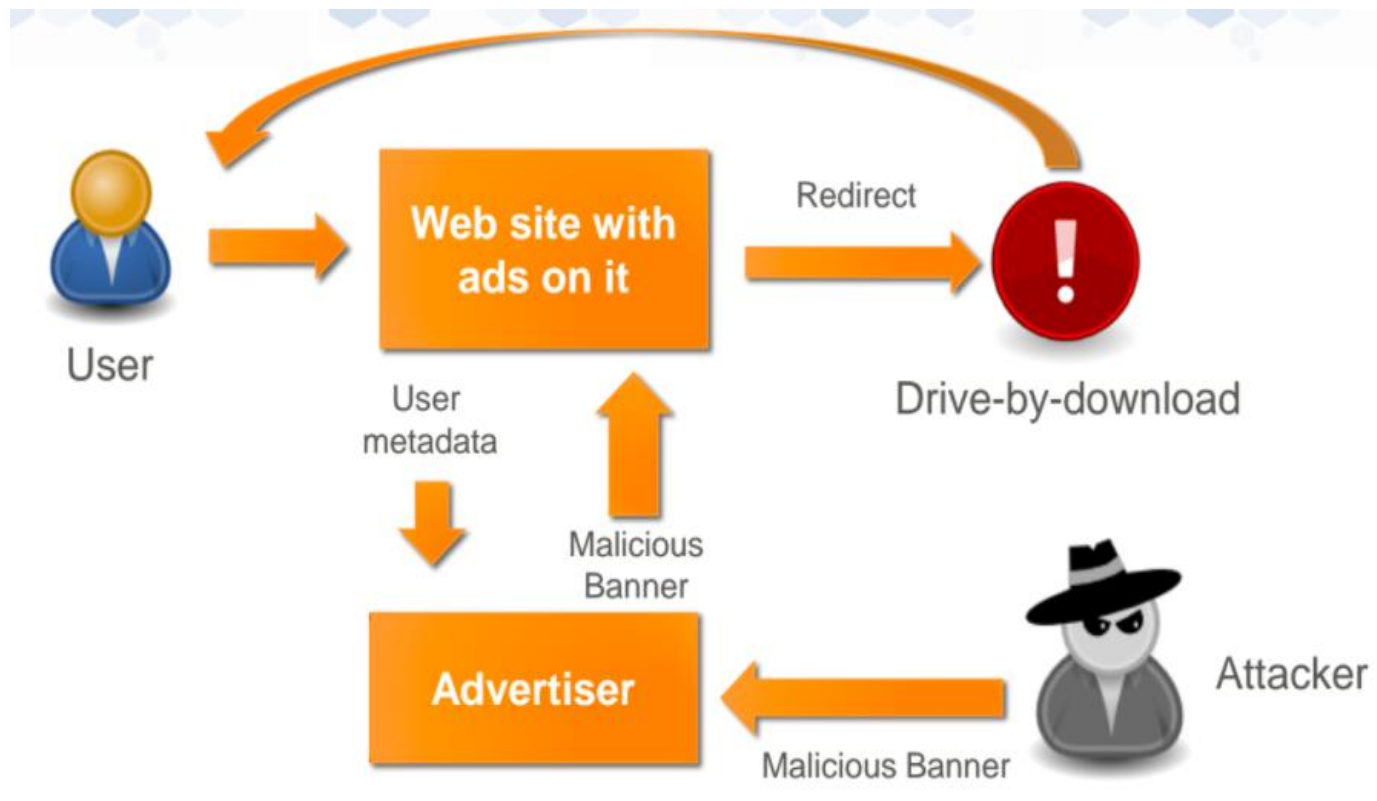 Web site with
ads on it
Redirect
User
Drive-by-download
User
metadata
Malicious
Banner
Advertiser
Attacker
Malicious Banner